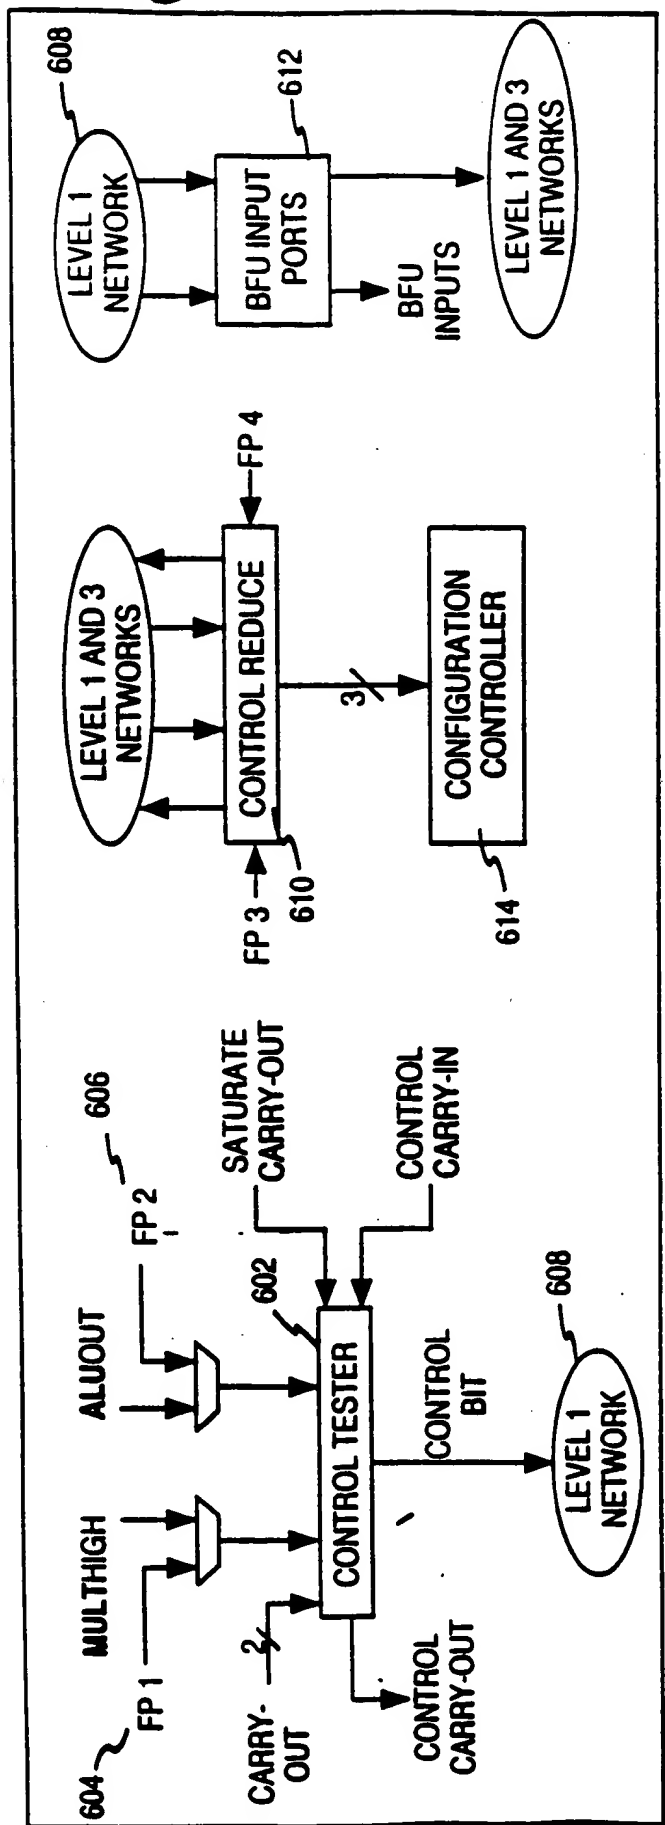 604
FP 1
MULTHIGH
ALUOUT
FP 2
606
CARRY-
OUT
2
602
CONTROL TESTER
SATURATE
CARRY-OUT
CONTROL
CARRY-IN
CONTROL
CARRY-OUT
CONTROL
BIT
LEVEL 1
NETWORK
608
LEVEL 1 AND 3
NETWORKS
FP 3
610
CONTROL REDUCE
FP 4
3
614
CONFIGURATION
CONTROLLER
LEVEL 1
NETWORK
608
BFU INPUT
PORTS
612
BFU
INPUTS
LEVEL 1 AND 3
NETWORKS